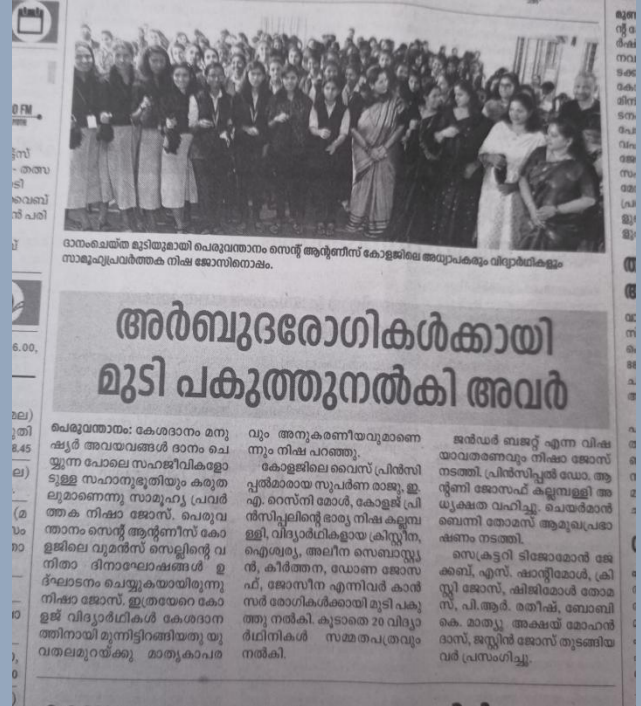 ദാനംചെയ്ത മുടിയുമായി പെരുവന്താനം സെന്റ് ആന്റണീസ് കോളജിലെ അധ്യാപകരും വിദ്യാർഥികളും
സാമൂഹ്യപ്രവർത്തക നിഷ ജോസിനൊപ്പം.
അർബുദരോഗികൾക്കായി
മുടി പകുത്തുനൽകി അവർ
പെരുവന്താനം: കേശദാനം മനു
ഷ്യർ അവയവങ്ങൾ ദാനം ചെ
യ്യുന്ന പോലെ സഹജീവികളോ
ടുള്ള സഹാനുഭൂതിയും കരുത
ലുമാണെന്നു സാമൂഹ്യ പ്രവർ
ത്തക നിഷാ ജോസ്. പെരുവ
ന്താനം സെന്റ് ആന്റണീസ് കോ
ളജിലെ വുമൻസ് സെല്ലിന്റെ വ
നിതാ ദിനാഘോഷങ്ങൾ ഉ
ദ്ഘാടനം ചെയ്യുകയായിരുന്നു
നിഷാ ജോസ്. ഇത്രയേറെ കോ
ളജ് വിദ്യാർഥികൾ കേശദാന
ത്തിനായി മുന്നിട്ടിറങ്ങിയതു യു
വതലമുറയ്ക്കു മാതൃകാപര
വും അനുകരണീയവുമാണെ
ന്നും നിഷ പറഞ്ഞു.
കോളജിലെ വൈസ് പ്രിൻസി
പ്പൽമാരായ സുപർണ രാജു, ഇ.
എ. റെസ്നി മോൾ, കോളജ് പ്രി
ൻസിപ്പലിന്റെ ഭാര്യ നിഷ കല്ലമ്പ
ള്ളി, വിദ്യാർഥികളായ ക്രിസ്റ്റീന,
ഐശ്വര്യ, അലീന സെബാസ്റ്റ്യ
ൻ, കീർത്തന, ഡോണ ജോസ
ഫ്, ജോസീന എന്നിവർ കാൻ
സർ രോഗികൾക്കായി മുടി പകു
ത്തു നൽകി. കൂടാതെ 20 വിദ്യാ
ർഥിനികൾ സമ്മതപത്രവും
നൽകി.
ജൻഡർ ബജറ്റ് എന്ന വിഷ
യാവതരണവും നിഷാ ജോസ്
നടത്തി. പ്രിൻസിപ്പൽ ഡോ. ആ
ന്റണി ജോസഫ് കല്ലമ്പള്ളി അ
ധ്യക്ഷത വഹിച്ചു. ചെയർമാൻ
ബെന്നി തോമസ് ആമുഖപ്രഭാ
ഷണം നടത്തി.
സെക്രട്ടറി ടിജോമോൻ ജേ
ക്കബ്, എസ്. ഷാന്റിമോൾ, ക്രി
സ്റ്റി ജോസ്, ഷിജിമോൾ തോമ
സ്, പി.ആർ. രതീഷ്, ബോബി
കെ. മാത്യു അക്ഷയ് മോഹൻ
ദാസ്, ജസ്റ്റിൻ ജോസ് തുടങ്ങിയ
വർ പ്രസംഗിച്ചു.